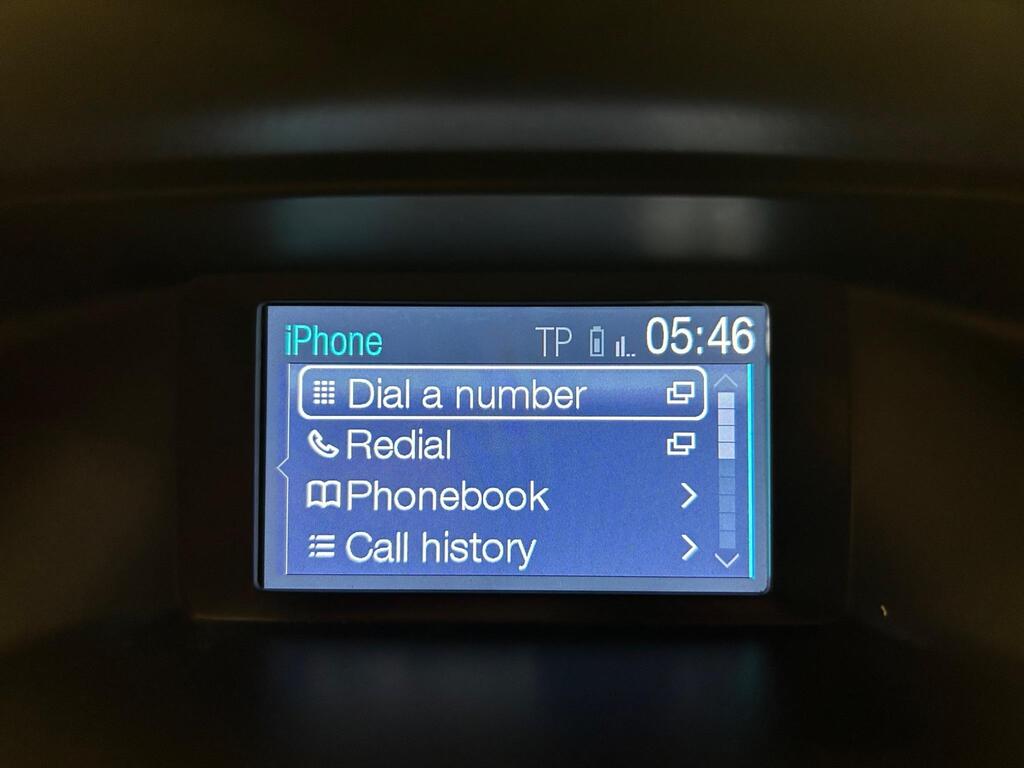 iPhone TP 05:46
Dial a number
Redial
Phonebook
Call history